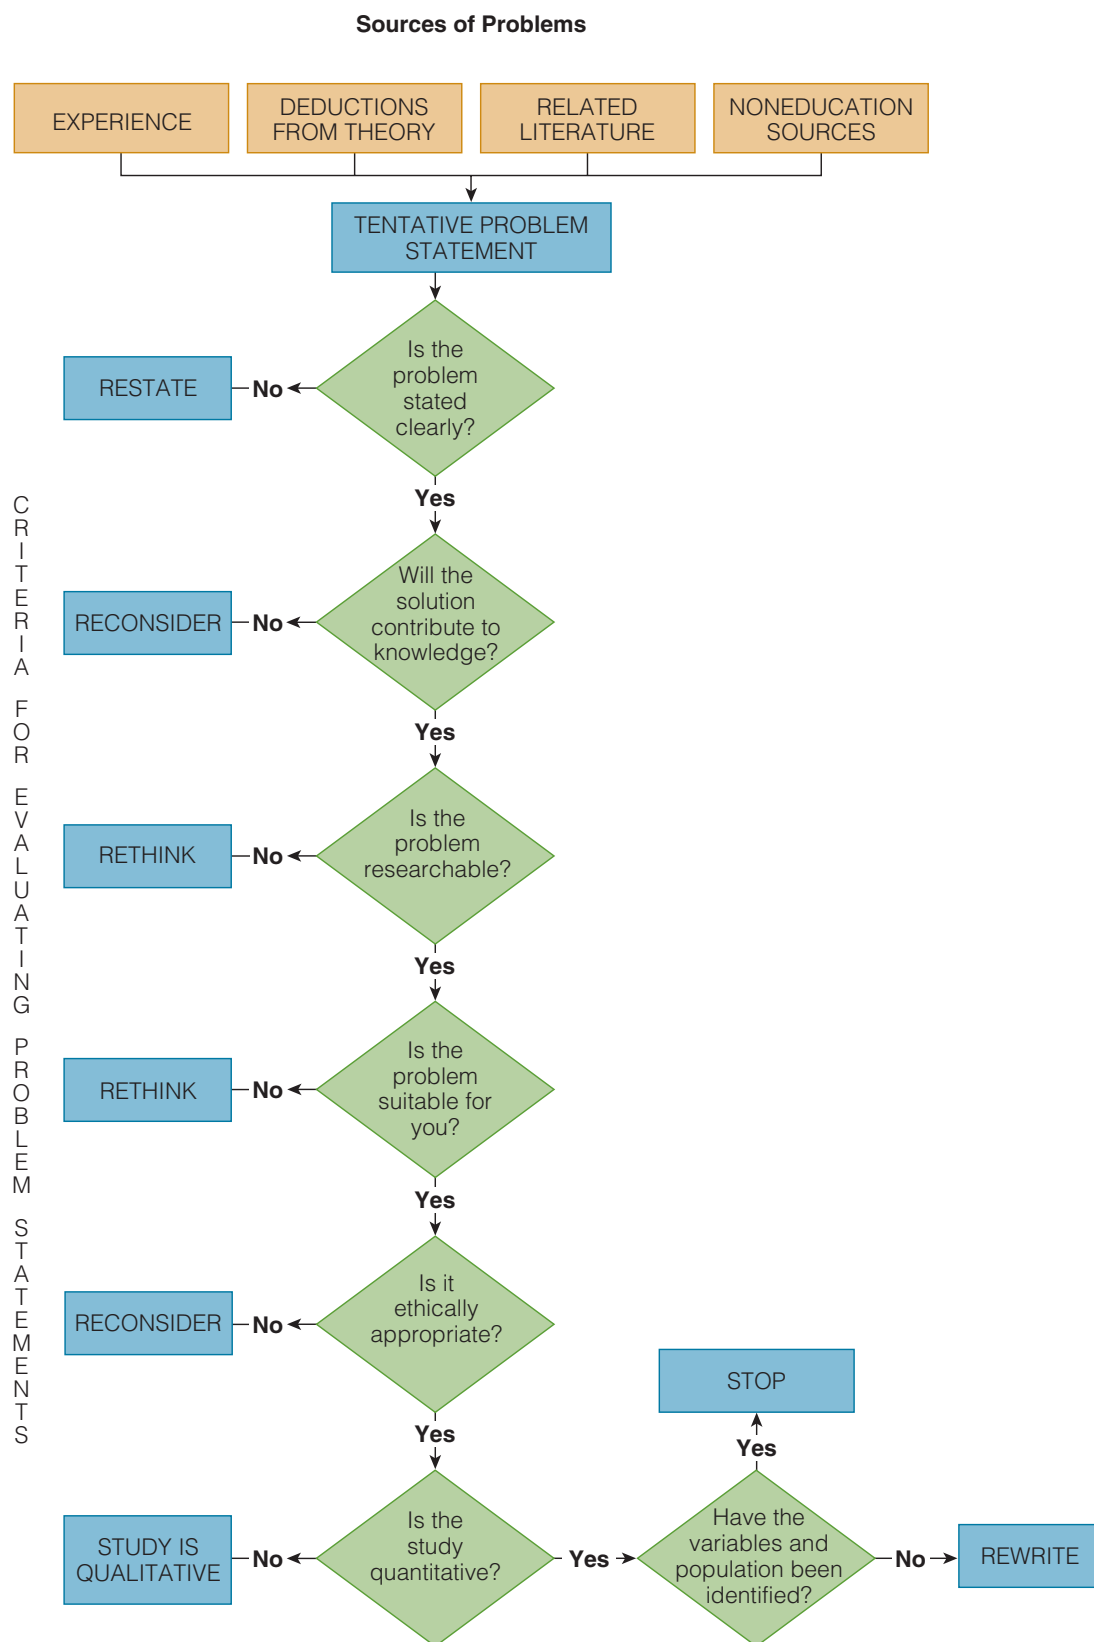 Sources of Problems
EXPERIENCE
DEDUCTIONS
FROM THEORY
RELATED
LITERATURE
NONEDUCATION
SOURCES
TENTATIVE PROBLEM
STATEMENT
Is the
problem
stated
clearly?
No
RESTATE
Yes
CRITERIA FOR EVALUATING PROBLEM STATEMENTS
Will the
solution
contribute to
knowledge?
No
RECONSIDER
Yes
Is the
problem
researchable?
No
RETHINK
Yes
Is the
problem
suitable for
you?
No
RETHINK
Yes
Is it
ethically
appropriate?
No
RECONSIDER
Yes
Is the
study
quantitative?
No
STUDY IS
QUALITATIVE
Yes
Have the
variables and
population been
identified?
Yes
STOP
No
REWRITE